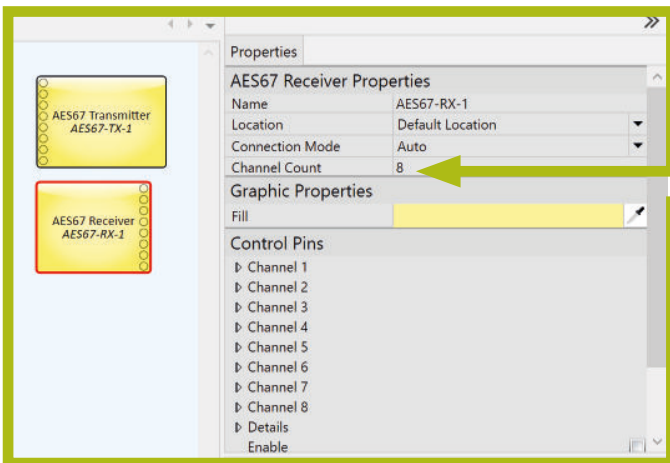 AES67 Transmitter
AES67-TX-1
AES67 Receiver
AES67-RX-1
Properties
AES67 Receiver Properties
Name AES67-RX-1
Location Default Location
Connection Mode Auto
Channel Count 8
Graphic Properties
Fill
Control Pins
Channel 1
Channel 2
Channel 3
Channel 4
Channel 5
Channel 6
Channel 7
Channel 8
Details
Enable